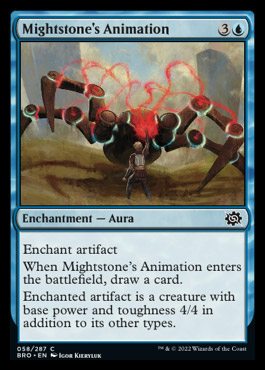 Mightstone's Animation 3
Enchantment — Aura
Enchant artifact
When Mightstone's Animation enters
the battlefield, draw a card.
Enchanted artifact is a creature with
base power and toughness 4/4 in
addition to its other types.
058/287 C
BRO • EN Igor Kieryluk
™ & © 2022 Wizards of the Coast